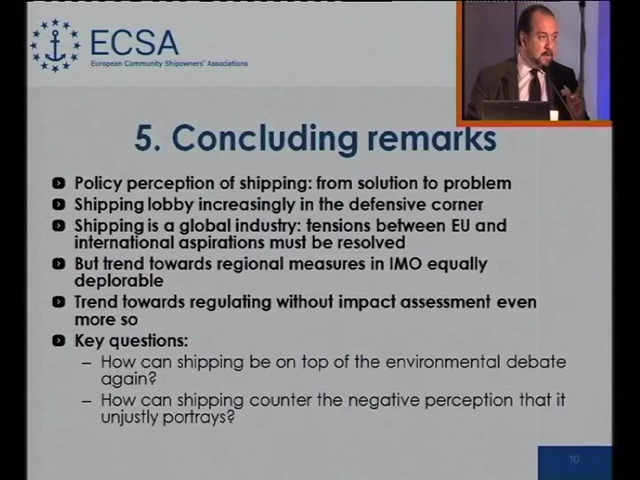 ECSA
European Community Shipowners' Associations
5. Concluding remarks
Policy perception of shipping: from solution to problem
Shipping lobby increasingly in the defensive corner
Shipping is a global industry: tensions between EU and
international aspirations must be resolved
But trend towards regional measures in IMO equally
deplorable
Trend towards regulating without impact assessment even
more so
Key questions:
– How can shipping be on top of the environmental debate
again?
– How can shipping counter the negative perception that it
unjustly portrays?
10